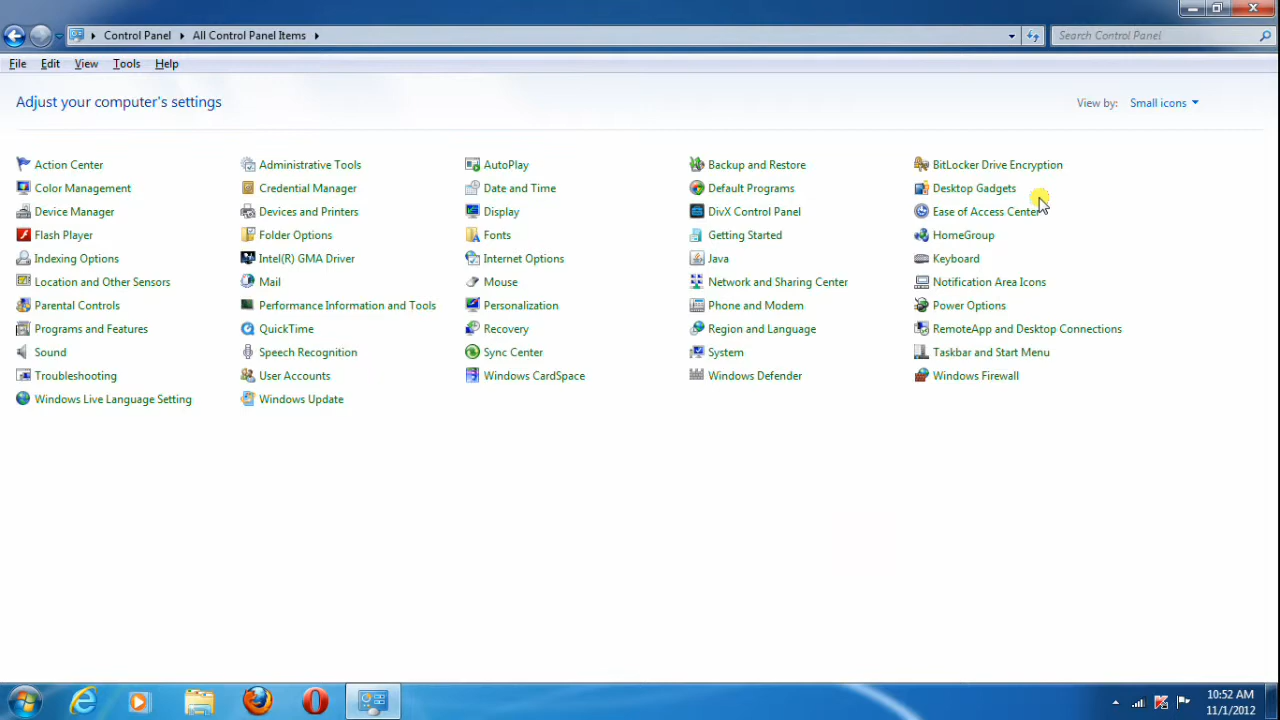 Control Panel All Control Panel Items Search Control Panel
File Edit View Tools Help
Adjust your computer's settings View by: Small icons
Action Center Administrative Tools AutoPlay Backup and Restore BitLocker Drive Encryption
Color Management Credential Manager Date and Time Default Programs Desktop Gadgets
Device Manager Devices and Printers Display DivX Control Panel Ease of Access Center
Flash Player Folder Options Fonts Getting Started HomeGroup
Indexing Options Intel(R) GMA Driver Internet Options Java Keyboard
Location and Other Sensors Mail Mouse Network and Sharing Center Notification Area Icons
Parental Controls Performance Information and Tools Personalization Phone and Modem Power Options
Programs and Features QuickTime Recovery Region and Language RemoteApp and Desktop Connections
Sound Speech Recognition Sync Center System Taskbar and Start Menu
Troubleshooting User Accounts Windows CardSpace Windows Defender Windows Firewall
Windows Live Language Setting Windows Update
10:52 AM
11/1/2012